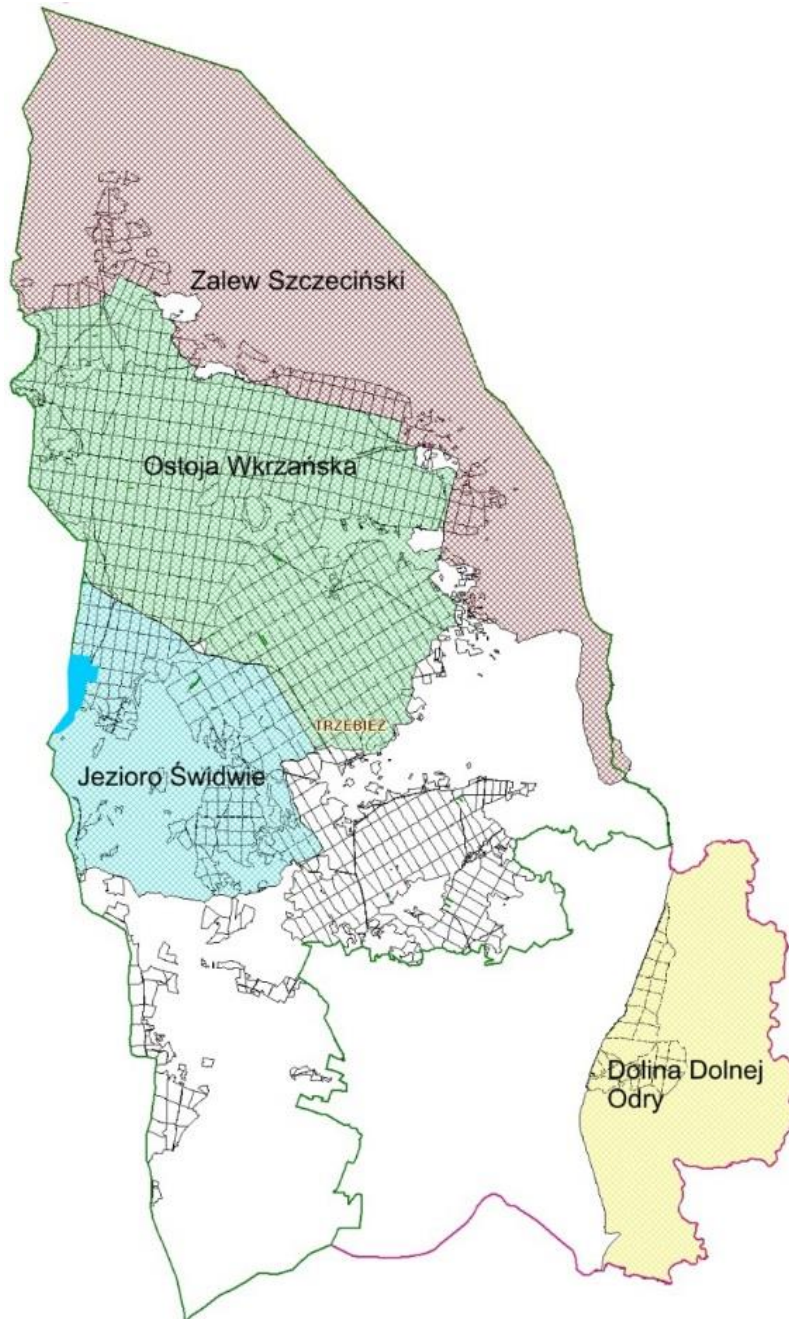 Zalew Szczeciński
Ostoja Wkrzańska
TRZEBIEŻ
Jezioro Świdwie
Dolina Dolnej
Odry